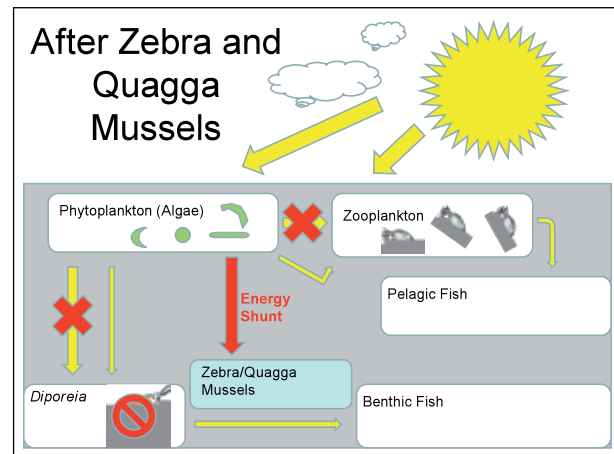 After Zebra and
Quagga
Mussels
Phytoplankton (Algae)
Zooplankton
Energy
Shunt
Pelagic Fish
Zebra/Quagga
Mussels
Diporeia
Benthic Fish